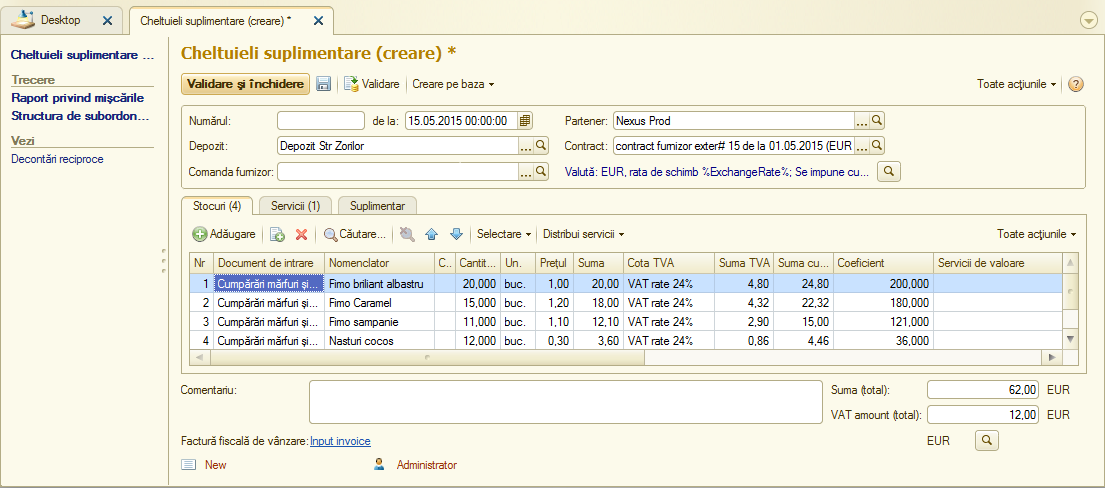 Desktop
Cheltuieli suplimentare (creare) *
Cheltuieli suplimentare ...
Trecere
Raport privind mișcările
Structura de subordon...
Vezi
Decontări reciproce
Cheltuieli suplimentare (creare) *
Validare și închidere Validare Creare pe baza Toate acțiunile
Numărul: de la: 15.05.2015 00:00:00 Partener: Nexus Prod ...
Depozit: Depozit Str Zorilor ... Contract: contract furnizor exter# 15 de la 01.05.2015 (EUR ...
Comanda furnizor: ... Valută: EUR, rata de schimb %ExchangeRate%; Se impune cu...
Stocuri (4) Servicii (1) Suplimentar
Adăugare Căutare... Selectare Distribui servicii Toate acțiunile
Nr Document de intrare Nomenclator C.. Cantit... Un. Prețul Suma Cota TVA Suma TVA Suma cu... Coeficient Servicii de valoare
1 Cumpărări mărfuri și... Fimo briliant albastru 20,000 buc. 1,00 20,00 VAT rate 24% 4,80 24,80 200,000
2 Cumpărări mărfuri și... Fimo Caramel 15,000 buc. 1,20 18,00 VAT rate 24% 4,32 22,32 180,000
3 Cumpărări mărfuri și... Fimo sampanie 11,000 buc. 1,10 12,10 VAT rate 24% 2,90 15,00 121,000
4 Cumpărări mărfuri și... Nasturi cocos 12,000 buc. 0,30 3,60 VAT rate 24% 0,86 4,46 36,000
Comentariu: Suma (total): 62,00 EUR
VAT amount (total): 12,00 EUR
Factură fiscală de vânzare: Input invoice EUR
New Administrator